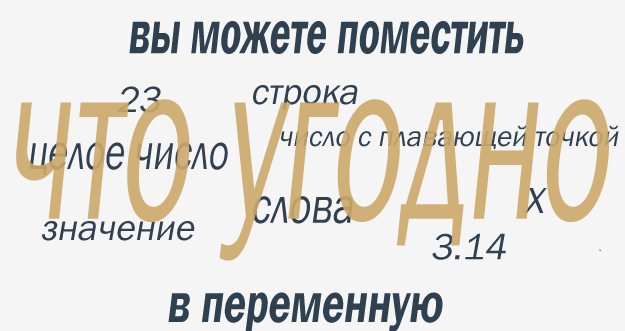 вы можете поместить
23
строка
что угодно
число с плавающей точкой
целое число
слова
X
значение
3.14
в переменную